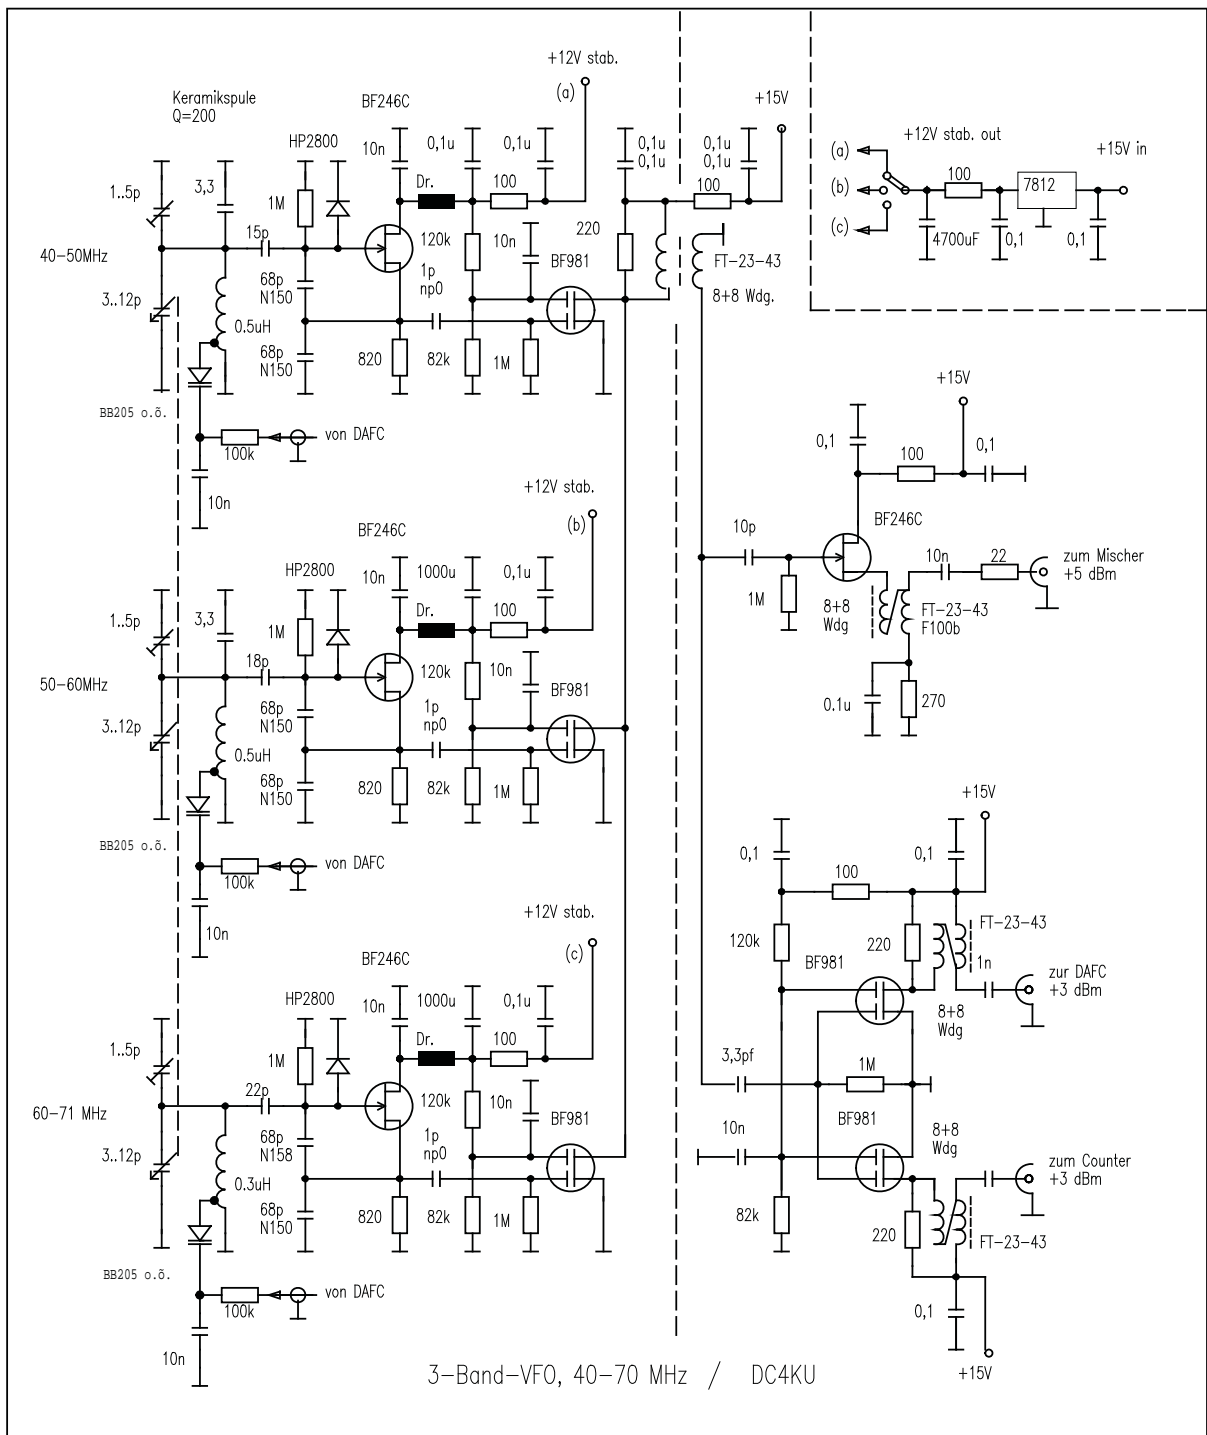 +12V stab.
(a)
+15V
Keramikspule
Q=200
BF246C
HP2800
10n
0,1u
0,1u
0,1u
0,1u
0,1u
0,1u
+12V stab. out
+15V in
(a)
(b)
(c)
100
7812
4700uF
0,1
0,1
1..5p
3,3
1M
Dr.
100
100
15p
120k
10n
220
BF981
FT-23-43
8+8 Wdg.
40-50MHz
68p
N150
1p
np0
3..12p
0.5uH
68p
N150
820
82k
1M
BB205 o.õ.
von DAFC
100k
10n
+15V
0,1
100
0,1
BF246C
10p
10n
22
zum Mischer
+5 dBm
1M
8+8
Wdg
FT-23-43
F100b
0.1u
270
+12V stab.
(b)
BF246C
HP2800
10n
1000u
0,1u
1..5p
3,3
1M
Dr.
100
18p
120k
10n
BF981
50-60MHz
68p
N150
1p
np0
3..12p
0.5uH
68p
N150
820
82k
1M
BB205 o.õ.
von DAFC
100k
10n
+15V
0,1
0,1
100
120k
220
FT-23-43
BF981
1n
zur DAFC
+3 dBm
8+8
Wdg
3,3pf
1M
10n
BF981
8+8
Wdg
zum Counter
+3 dBm
82k
220
FT-23-43
0,1
+15V
+12V stab.
(c)
BF246C
HP2800
10n
1000u
0,1u
1..5p
1M
Dr.
100
22p
120k
10n
BF981
60-71 MHz
68p
N158
1p
np0
3..12p
0.3uH
68p
N150
820
82k
1M
BB205 o.õ.
von DAFC
100k
10n
3-Band-VFO, 40-70 MHz / DC4KU